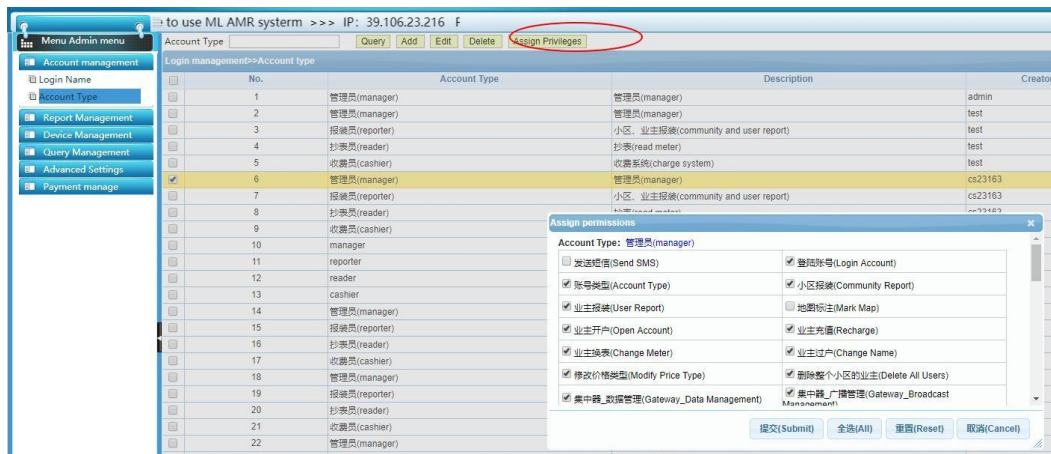 to use ML AMR systerm >>> IP: 39.106.23.216
Menu Admin menu
Account Type Query Add Edit Delete Assign Privileges
Account management
Login management>>Account type
Login Name
Account Type
Report Management
Device Management
Query Management
Advanced Settings
Payment manage
No. Account Type Description Creator
1 管理员(manager) 管理员(manager) admin
2 管理员(manager) 管理员(manager) test
3 报装员(reporter) 小区、业主报装(community and user report) test
4 抄表员(reader) 抄表(read meter) test
5 收费员(cashier) 收费系统(charge system) test
6 管理员(manager) 管理员(manager) cs23163
7 报装员(reporter) 小区、业主报装(community and user report) cs23163
8 抄表员(reader) 抄表(read meter) cs23163
9 收费员(cashier)
10 manager
11 reporter
12 reader
13 cashier
14 管理员(manager)
15 报装员(reporter)
16 抄表员(reader)
17 收费员(cashier)
18 管理员(manager)
19 报装员(reporter)
20 抄表员(reader)
21 收费员(cashier)
22 管理员(manager)
Assign permissions
Account Type: 管理员(manager)
发送短信(Send SMS) 登陆账号(Login Account)
账号类型(Account Type) 小区报装(Community Report)
业主报装(User Report) 地图标注(Mark Map)
业主开户(Open Account) 业主充值(Recharge)
业主换表(Change Meter) 业主过户(Change Name)
修改价格类型(Modify Price Type) 删除整个小区的业主(Delete All Users)
集中器_数据管理(Gateway_Data Management) 集中器_广播管理(Gateway_Broadcast
Management)
提交(Submit) 全选(All) 重置(Reset) 取消(Cancel)